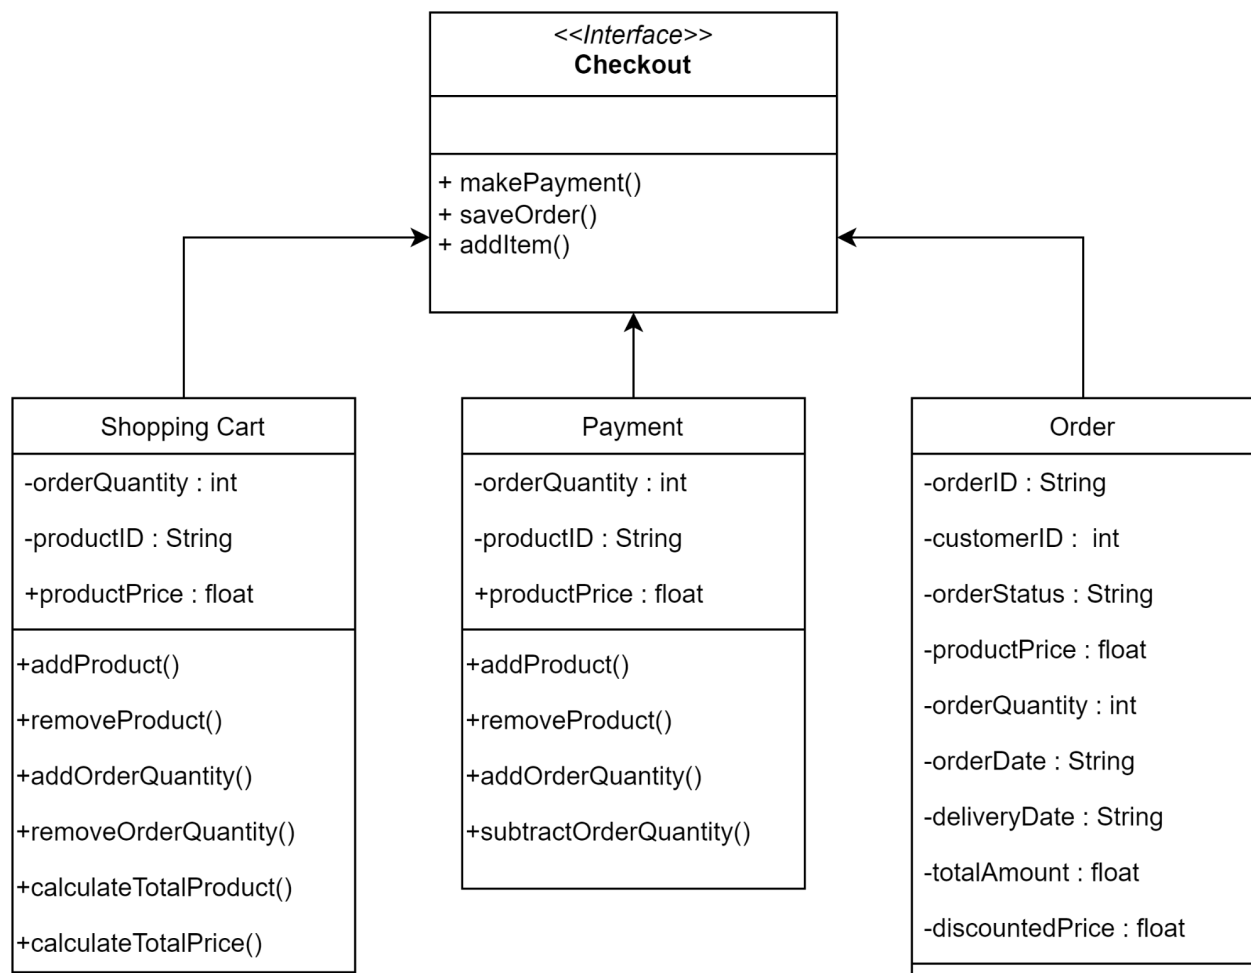 <<Interface>>
Checkout
+ makePayment()
+ saveOrder()
+ addItem()
Shopping Cart
-orderQuantity : int
-productID : String
+productPrice : float
+addProduct()
+removeProduct()
+addOrderQuantity()
+removeOrderQuantity()
+calculateTotalProduct()
+calculateTotalPrice()
Payment
-orderQuantity : int
-productID : String
+productPrice : float
+addProduct()
+removeProduct()
+addOrderQuantity()
+subtractOrderQuantity()
Order
-orderID : String
-customerID :  int
-orderStatus : String
-productPrice : float
-orderQuantity : int
-orderDate : String
-deliveryDate : String
-totalAmount : float
-discountedPrice : float